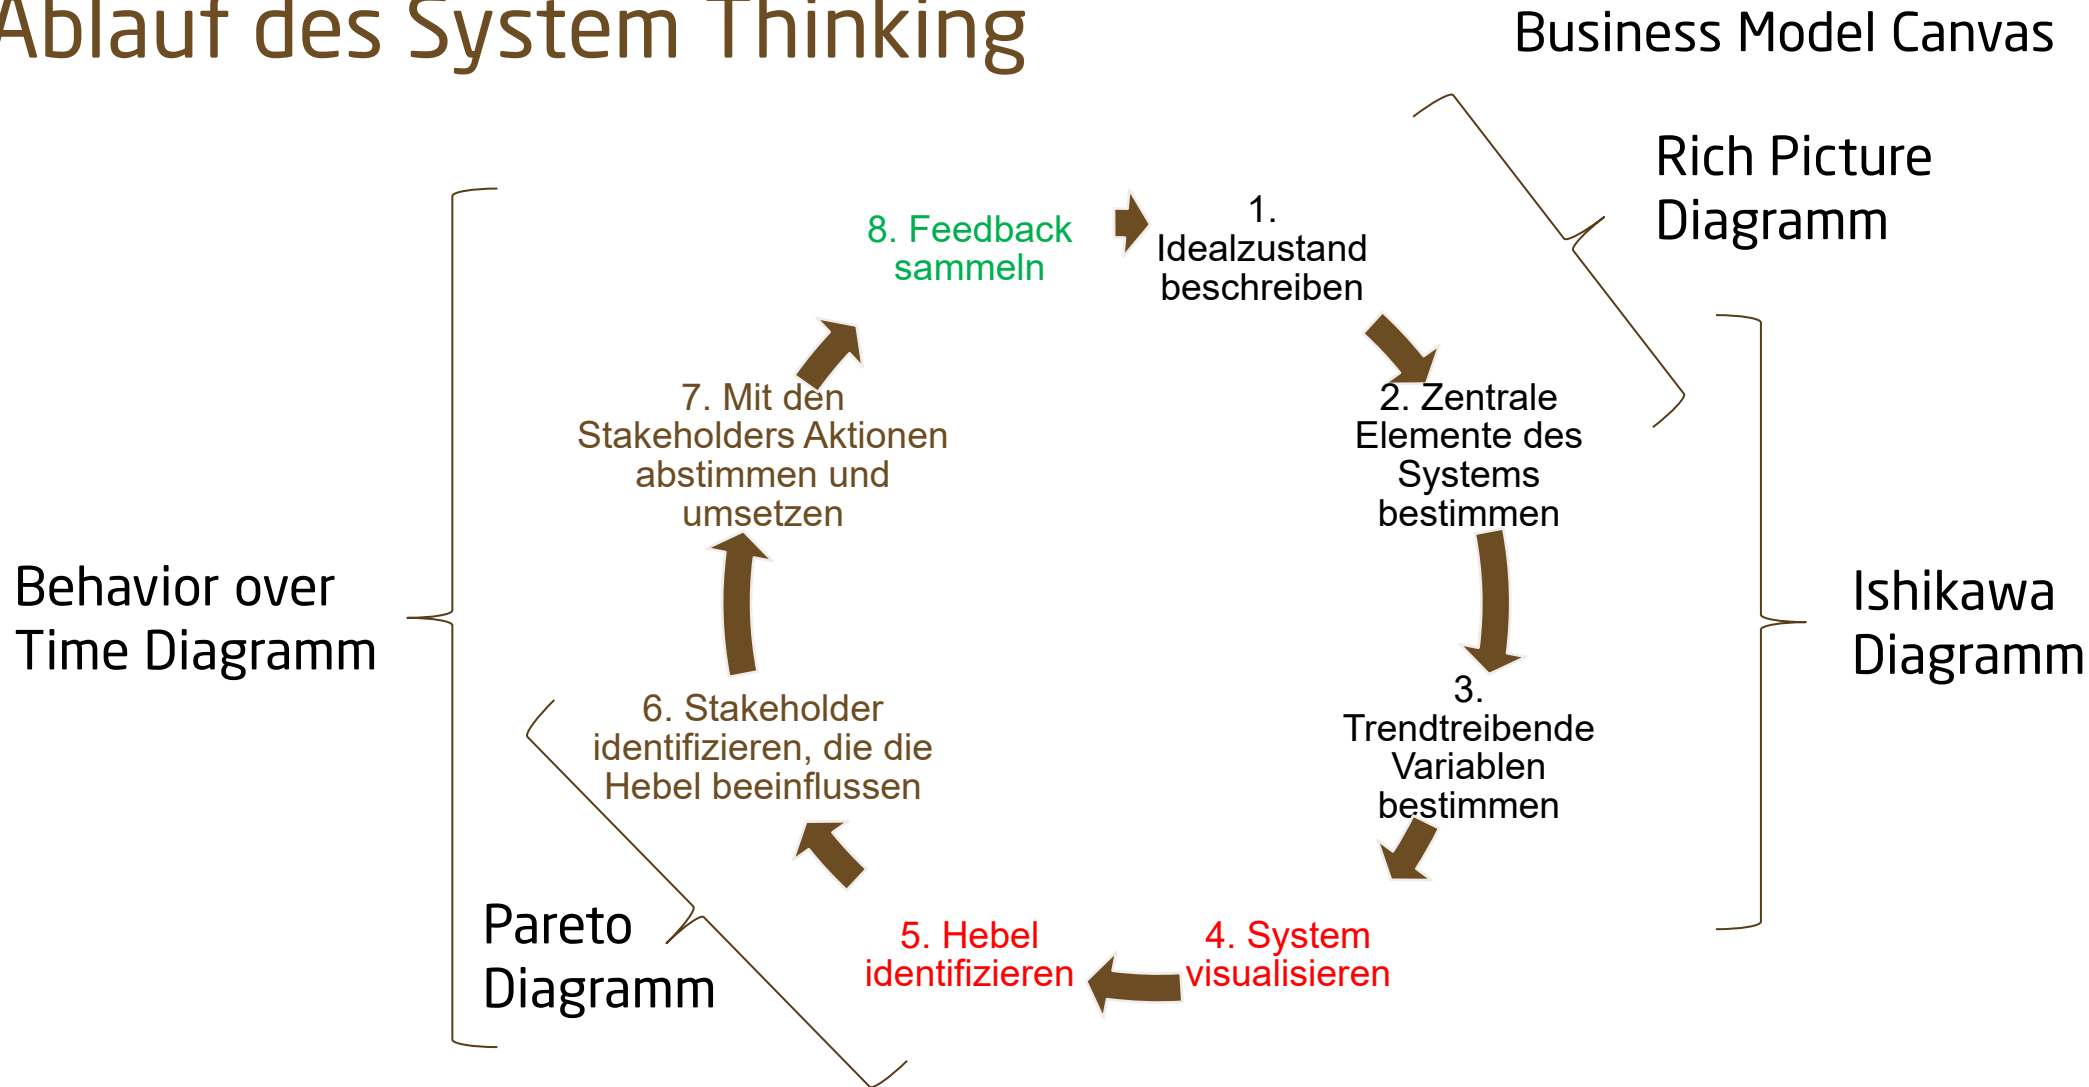 Ablauf des System Thinking
Business Model Canvas
Rich Picture
Diagramm
1.
Idealzustand
beschreiben
2. Zentrale
Elemente des
Systems
bestimmen
3.
Trendtreibende
Variablen
bestimmen
Ishikawa
Diagramm
4. System
visualisieren
5. Hebel
identifizieren
Pareto
Diagramm
6. Stakeholder
identifizieren, die die
Hebel beeinflussen
7. Mit den
Stakeholders Aktionen
abstimmen und
umsetzen
8. Feedback
sammeln
Behavior over
Time Diagramm